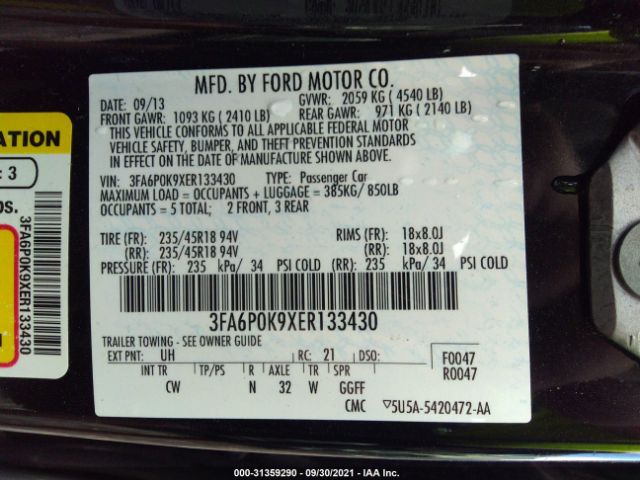 MFD. BY FORD MOTOR CO.
DATE: 09/13 GVWR: 2059 KG ( 4540 LB)
FRONT GAWR: 1093 KG ( 2410 LB) REAR GAWR: 971 KG ( 2140 LB)
THIS VEHICLE CONFORMS TO ALL APPLICABLE FEDERAL MOTOR
VEHICLE SAFETY, BUMPER, AND THEFT PREVENTION STANDARDS
IN EFFECT ON THE DATE OF MANUFACTURE SHOWN ABOVE.
VIN: 3FA6P0K9XER133430 TYPE: Passenger Car
MAXIMUM LOAD = OCCUPANTS + LUGGAGE = 385KG/ 850LB
OCCUPANTS = 5 TOTAL; 2 FRONT, 3 REAR
TIRE (FR): 235/45R18 94V RIMS (FR): 18x8.0J
(RR): 235/45R18 94V (RR): 18x8.0J
PRESSURE (FR): 235 kPa/ 34 PSI COLD (RR): 235 kPa/ 34 PSI COLD
3FA6P0K9XER133430
TRAILER TOWING - SEE OWNER GUIDE
EXT PNT: UH RC: 21 DSO: F0047
R0047
INT TR TP/PS R AXLE TR SPR
CW N 32 W GGFF
CMC ▽5U5A-5420472-AA
ATION
: 3
os.
3FA6P0K9XER133430
000-31359290 - 09/30/2021 - IAA Inc.